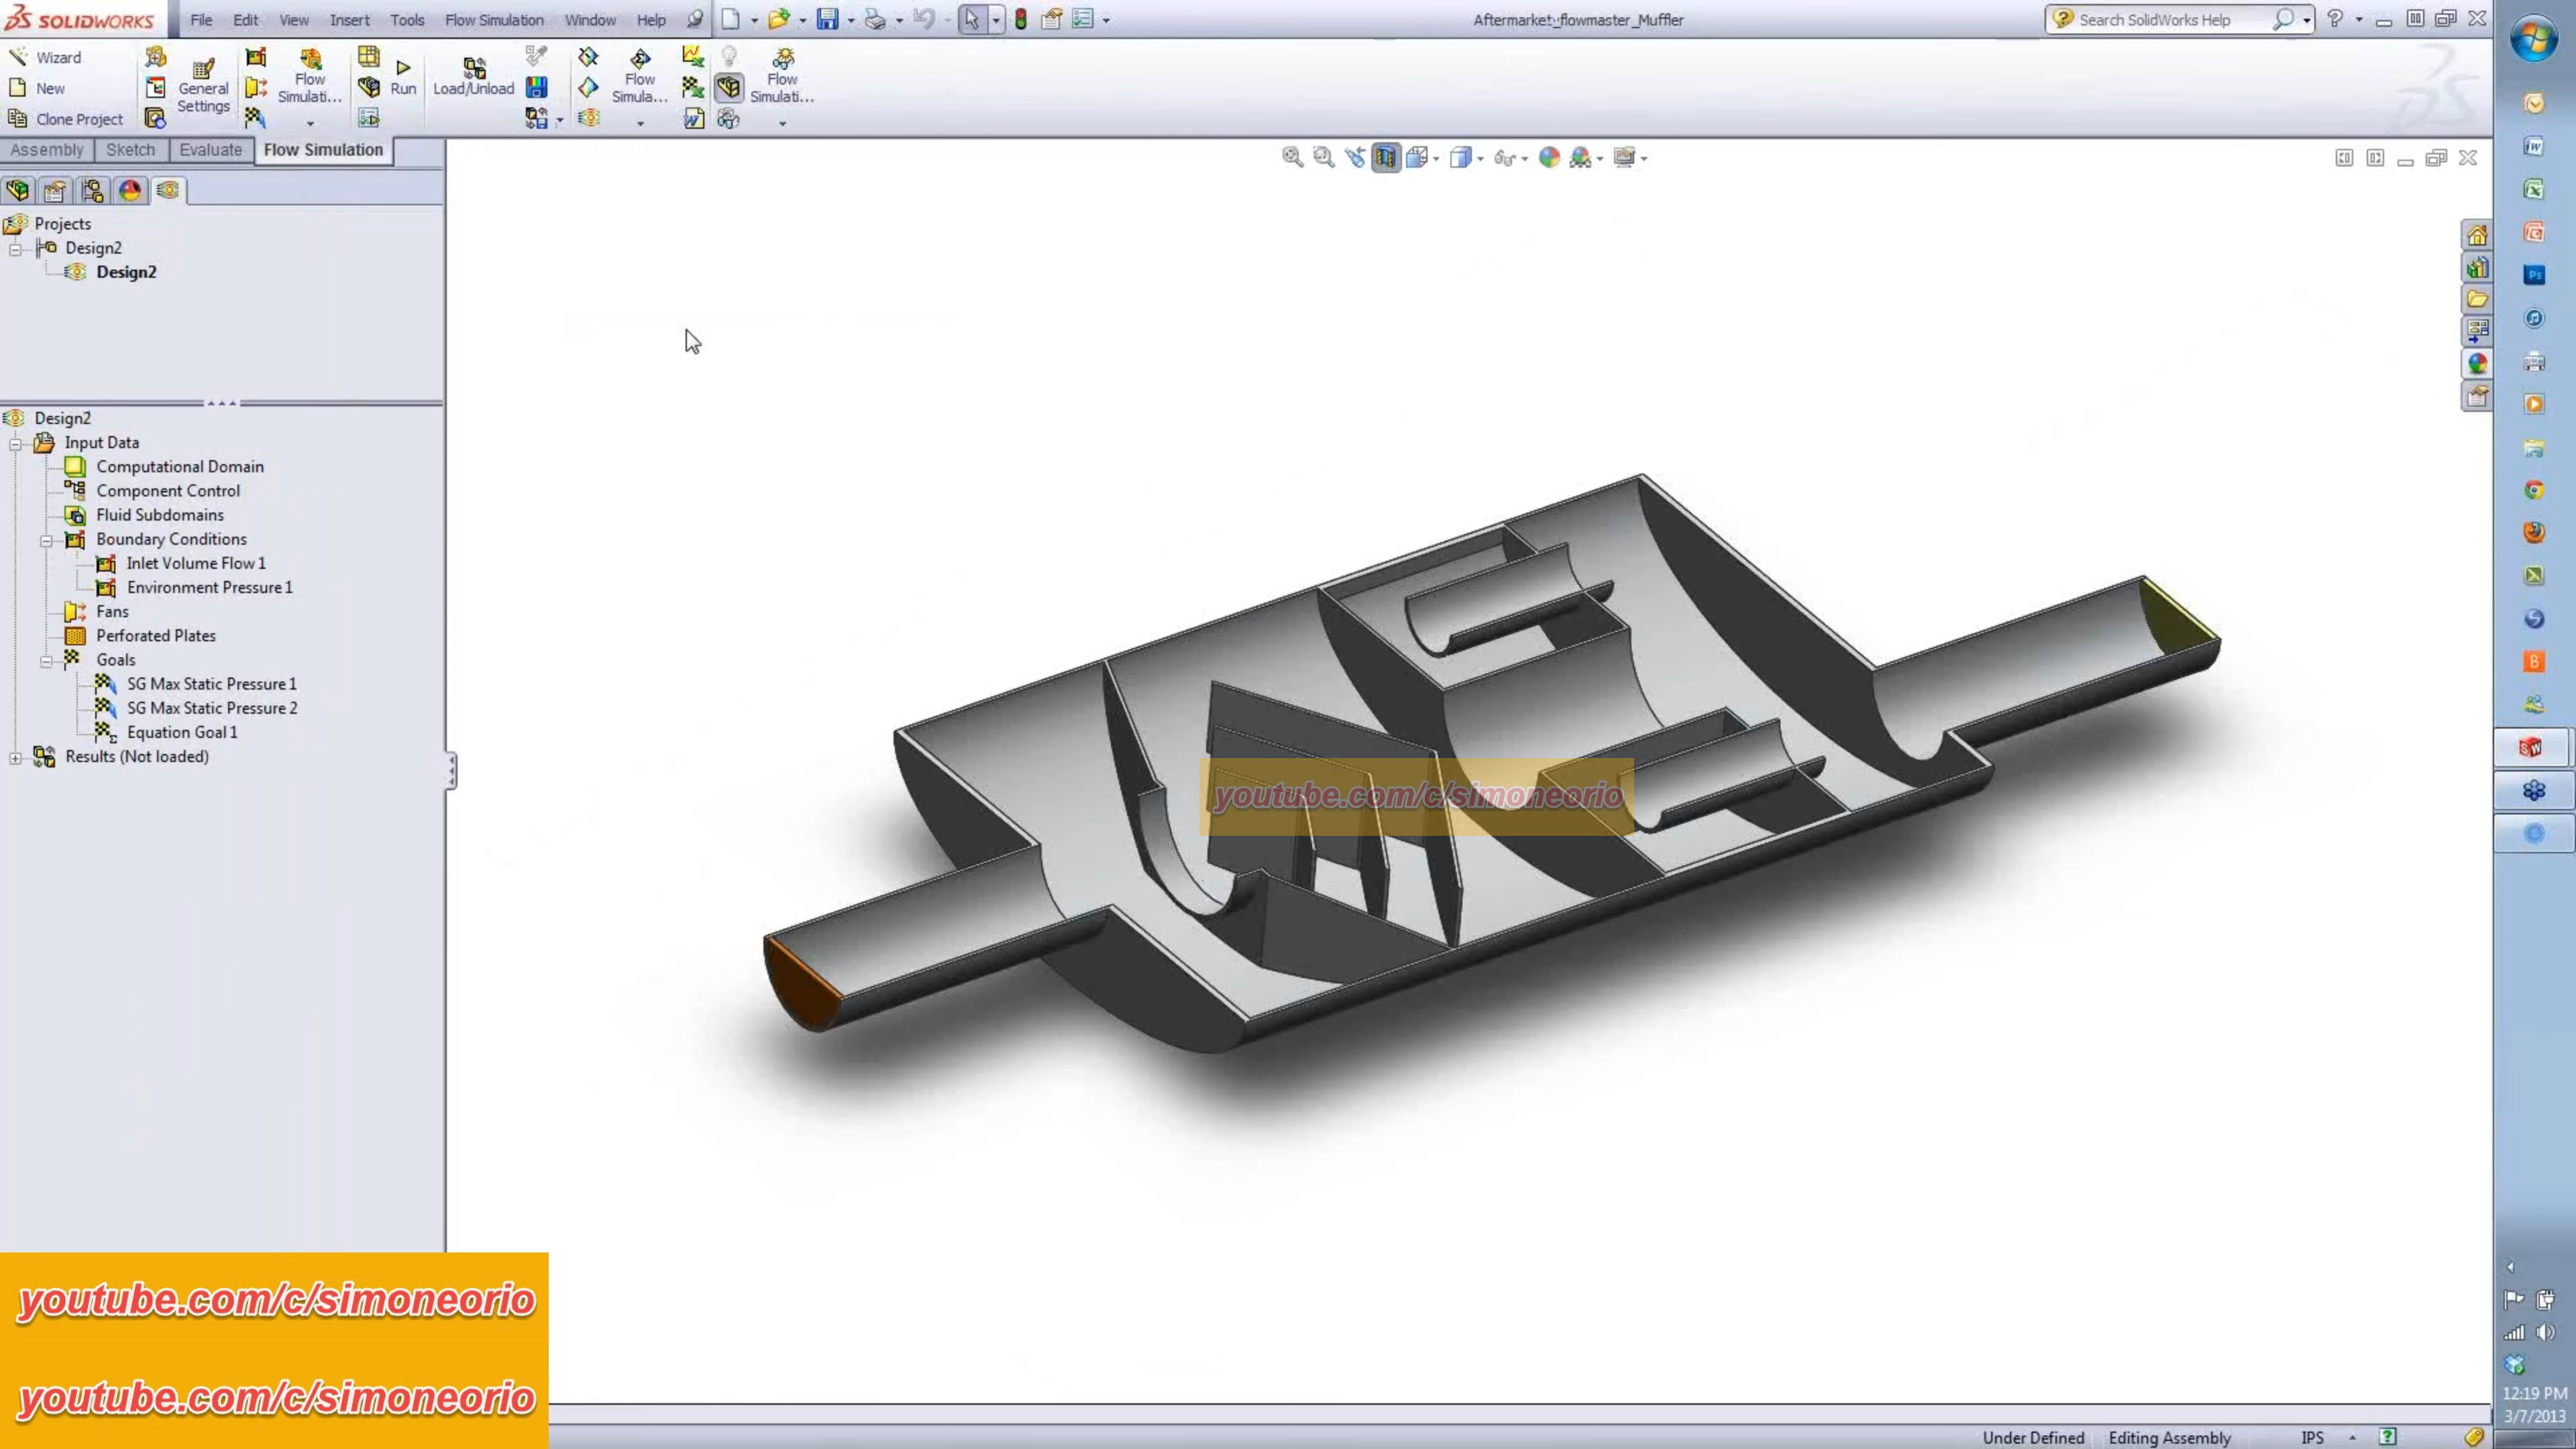 SOLIDWORKS File Edit View Insert Tools Flow Simulation Window Help
Aftermarket_flowmaster_Muffler
Search SolidWorks Help
Wizard
New
Clone Project
General Settings
Flow Simulati...
Run
Load/Unload
Flow Simula...
Flow Simulati...
Assembly Sketch Evaluate Flow Simulation
Projects
Design2
Design2
Design2
Input Data
Computational Domain
Component Control
Fluid Subdomains
Boundary Conditions
Inlet Volume Flow 1
Environment Pressure 1
Fans
Perforated Plates
Goals
SG Max Static Pressure 1
SG Max Static Pressure 2
Equation Goal 1
Results (Not loaded)
youtube.com/c/simoneorio
youtube.com/c/simoneorio
youtube.com/c/simoneorio
12:19 PM
3/7/2013
Under Defined Editing Assembly IPS